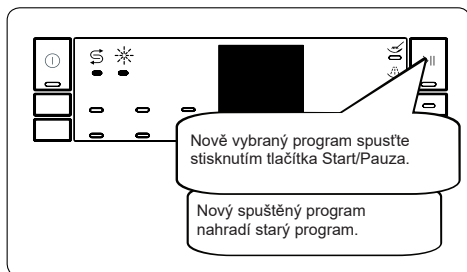 Nově vybraný program spusťte
stisknutím tlačítka Start/Pauza.
Nový spuštěný program
nahradí starý program.